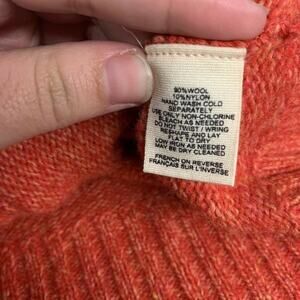 90%WOOL
10%NYLON
HAND WASH COLD
SEPARATELY
USE ONLY NON-CHLORINE
BLEACH AS NEEDED
DO NOT TWIST / WRING
RESHAPE AND LAY
FLAT TO DRY
LOW IRON AS NEEDED
MAY BE DRY
FRENCH ON REVERSE
FRANÇAIS SUR L'INVERSE